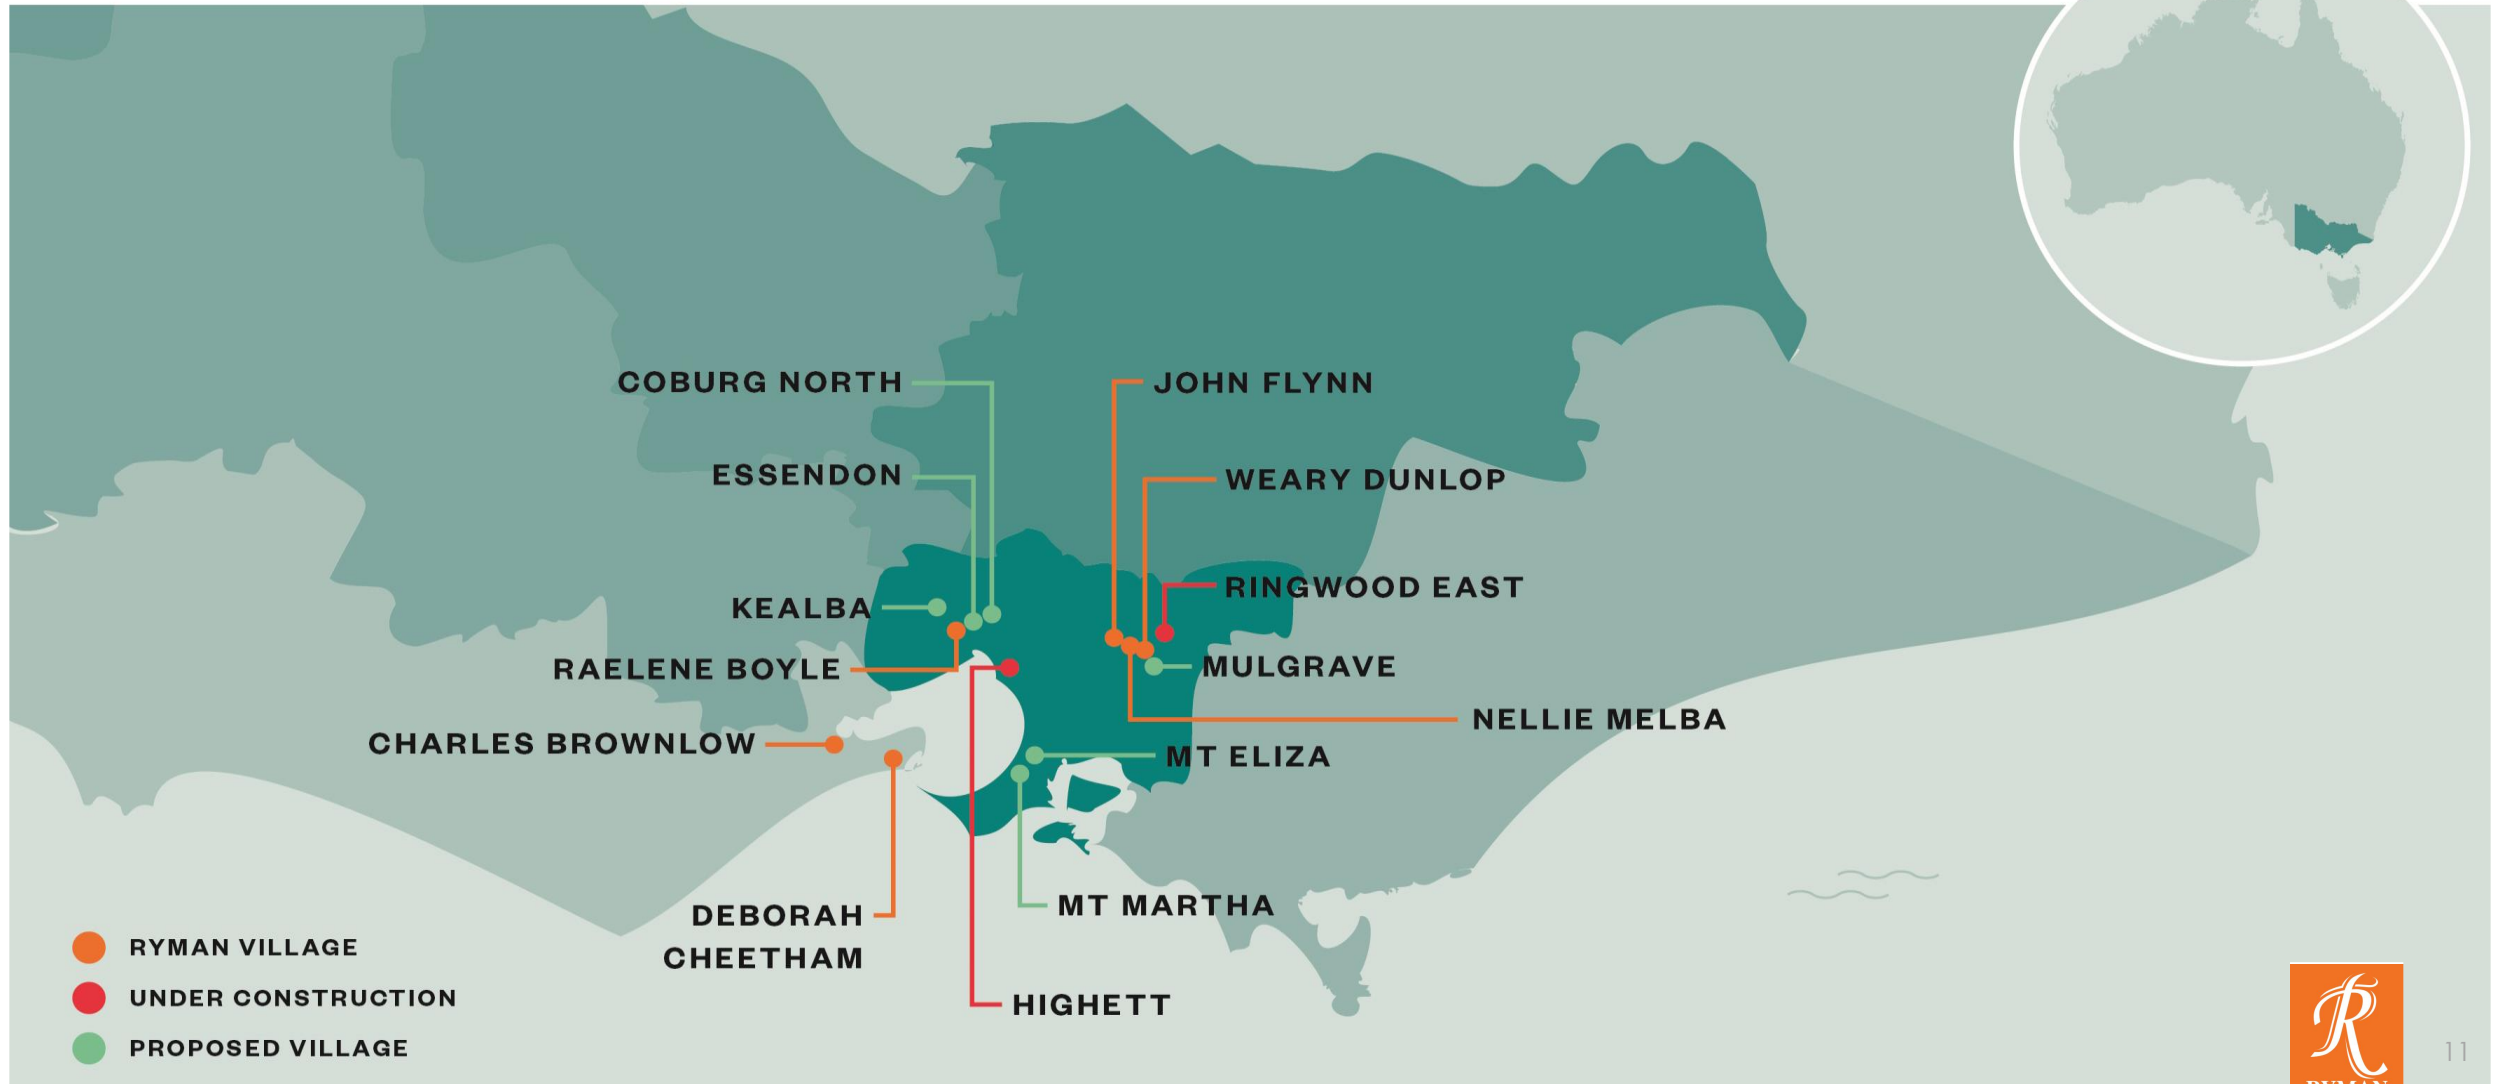 COBURG NORTH
JOHN FLYNN
ESSENDON
WEARY DUNLOP
RINGWOOD EAST
KEALBA
RAELENE BOYLE
MULGRAVE
NELLIE MELBA
CHARLES BROWNLOW
MT ELIZA
DEBORAH
CHEETHAM
MT MARTHA
HIGHETT
RYMAN VILLAGE
UNDER CONSTRUCTION
PROPOSED VILLAGE
R
RYMAN
11